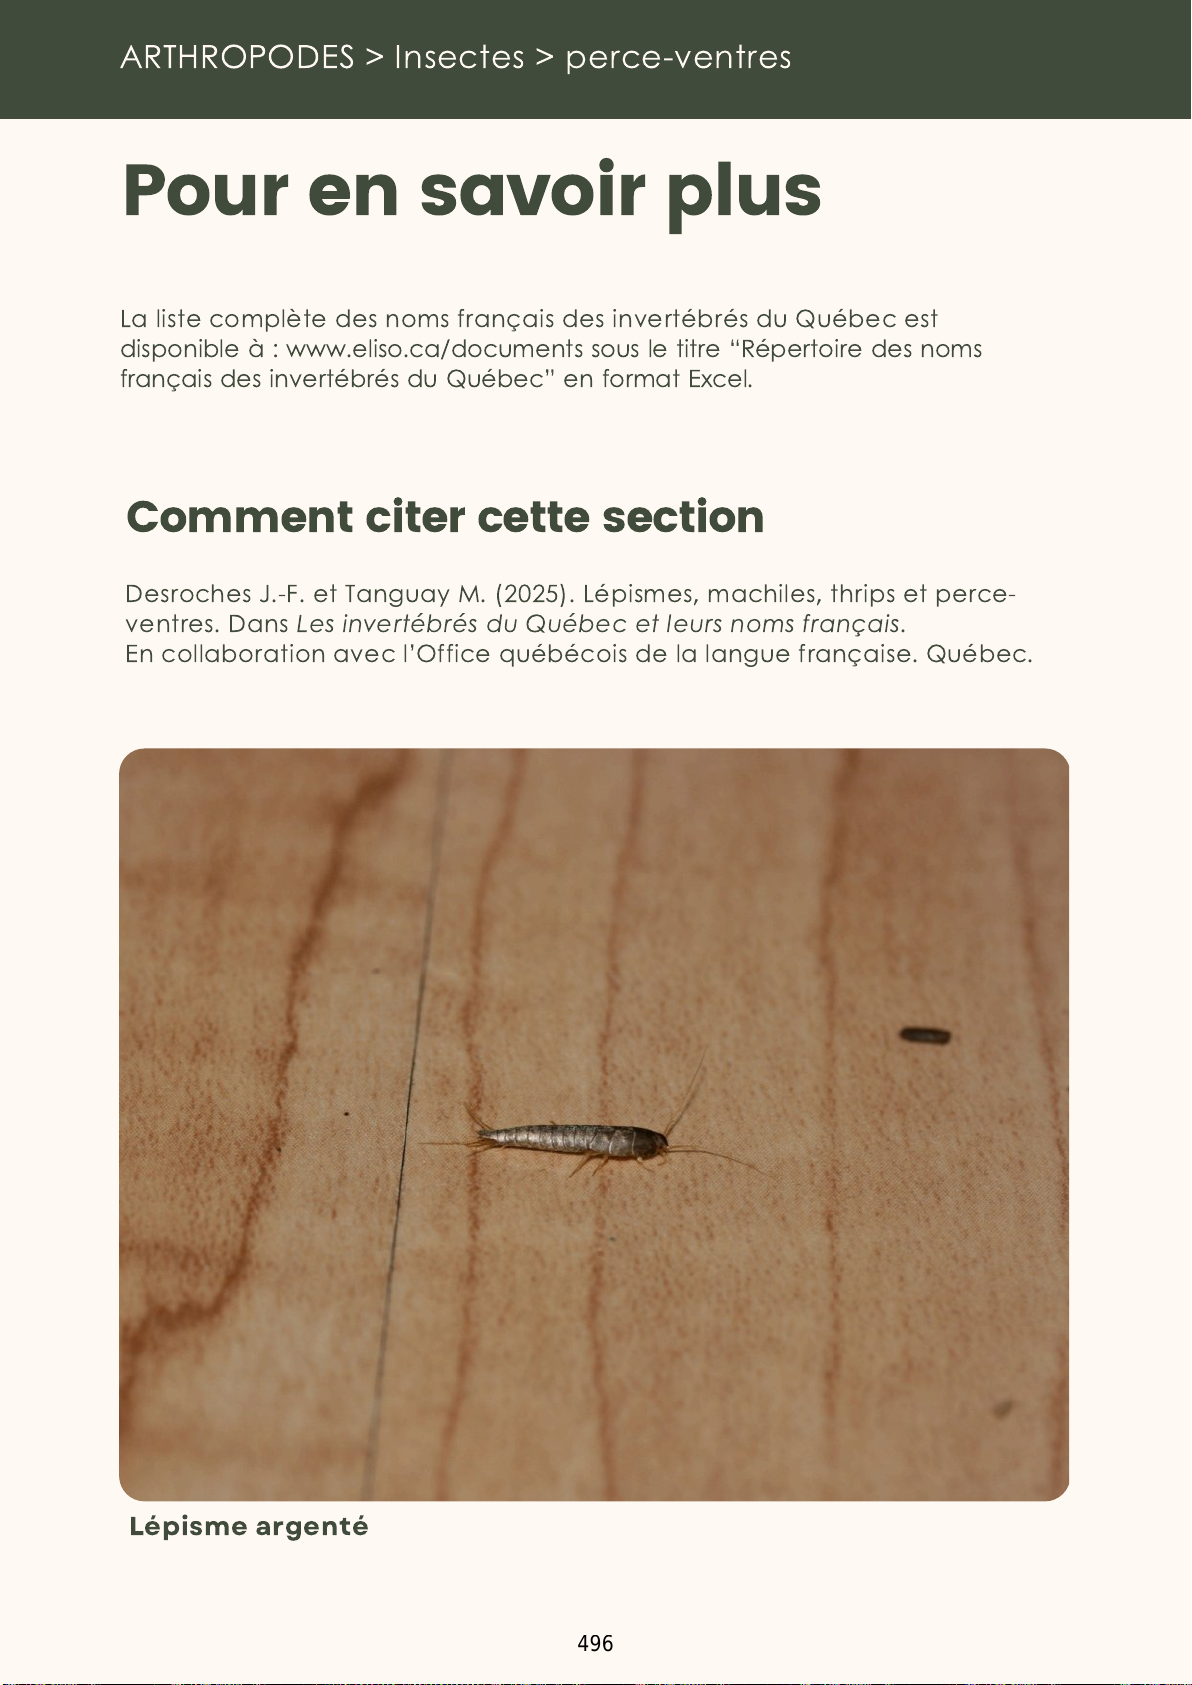 ARTHROPODES > Insectes > perce-ventres
Pour en savoir plus
La liste complète des noms français des invertébrés du Québec est
disponible à : www.eliso.ca/documents sous le titre “Répertoire des noms
français des invertébrés du Québec” en format Excel.
Comment citer cette section
Desroches J.-F. et Tanguay M. (2025). Lépismes, machiles, thrips et perce-
ventres. Dans Les invertébrés du Québec et leurs noms français.
En collaboration avec l’Office québécois de la langue française. Québec.
Lépisme argenté
496